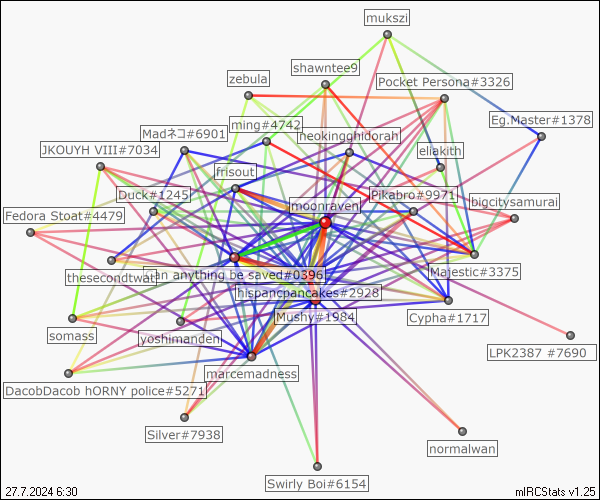 mukszi
shawntee9
zebula
Pocket Persona#3326
Eg.Master#1378
ming#4742
Madネコ#6901
heokingghidorah
JKOUYH VIII#7034
eliakith
frisout
Duck#1245
Pikabro#9971
bigcitysamurai
moonraven
Fedora Stoat#4479
thesecondtwat
an anything be saved#0396
Majestic#3375
hispancpancakes#2928
Mushy#1984
Cypha#1717
somass
yoshimanden
LPK2387 #7690
marcemadness
DacobDacob hORNY police#5271
Silver#7938
normalwan
Swirly Boi#6154
27.7.2024 6:30
mIRCStats v1.25